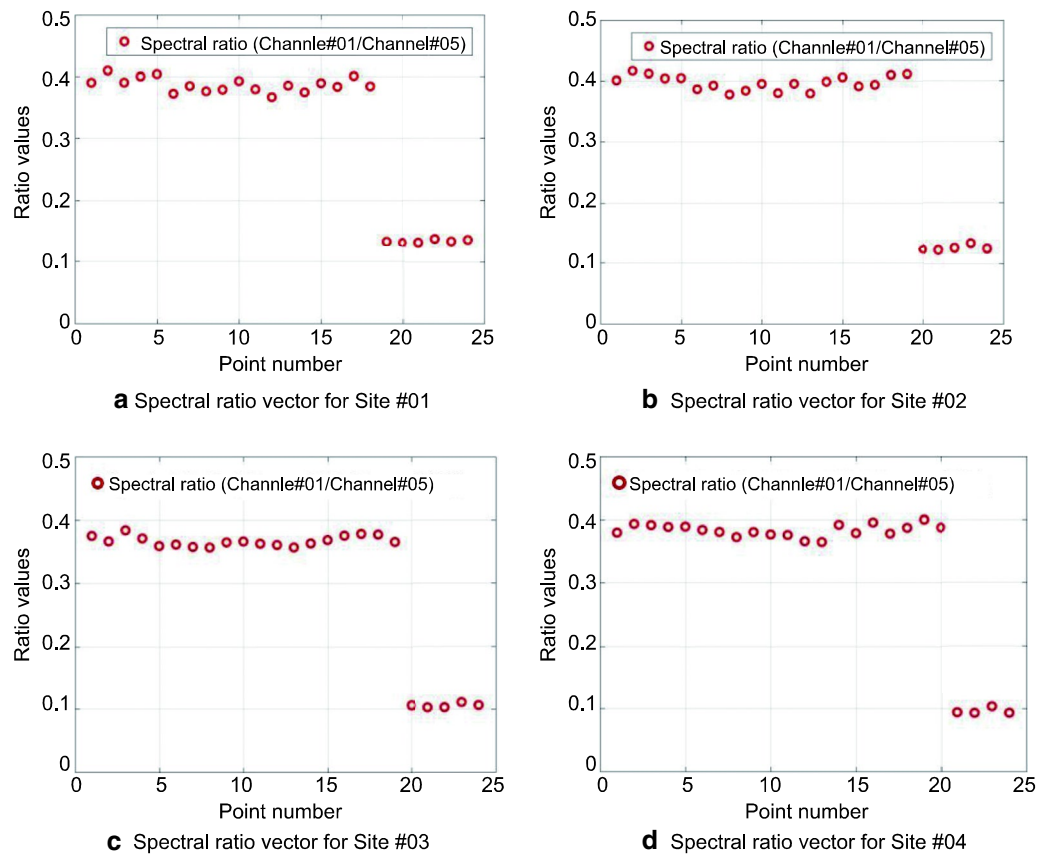 0.5
0.4
0.3
0.2
0.1
0
Ratio values
Spectral ratio (Channle#01/Channel#05)
0 5 10 15 20 25
Point number
a Spectral ratio vector for Site #01
0.5
0.4
0.3
0.2
0.1
0
Ratio values
Spectral ratio (Channle#01/Channel#05)
0 5 10 15 20 25
Point number
b Spectral ratio vector for Site #02
0.5
0.4
0.3
0.2
0.1
0
Ratio values
Spectral ratio (Channle#01/Channel#05)
0 5 10 15 20 25
Point number
c Spectral ratio vector for Site #03
0.5
0.4
0.3
0.2
0.1
0
Ratio values
Spectral ratio (Channle#01/Channel#05)
0 5 10 15 20 25
Point number
d Spectral ratio vector for Site #04